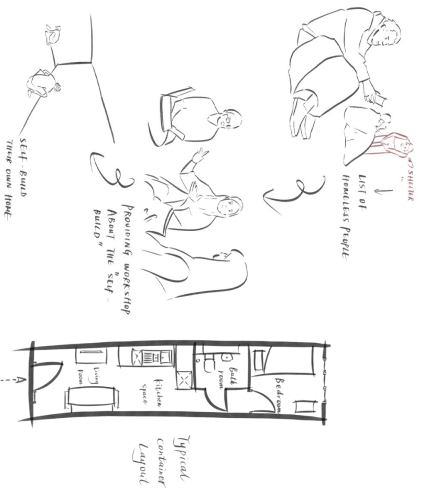 "SHELTER"
LIST OF
HOMELESS PEOPLE
PROVIDING WORKSHOP
ABOUT THE "SELF-
BUILD"
SELF-BUILD
THEIR OWN HOME
Bedroom
Bath
room
Kitchen
space
Living
room
Typical
container
Layout